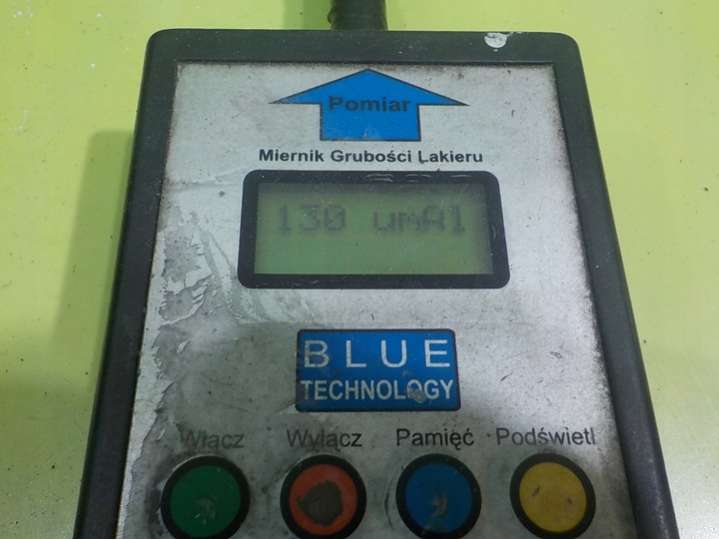 Pomiar
Miernik Grubości Lakieru
130 umAl
BLUE
TECHNOLOGY
Włącz Wyłącz Pamięć Podświetl